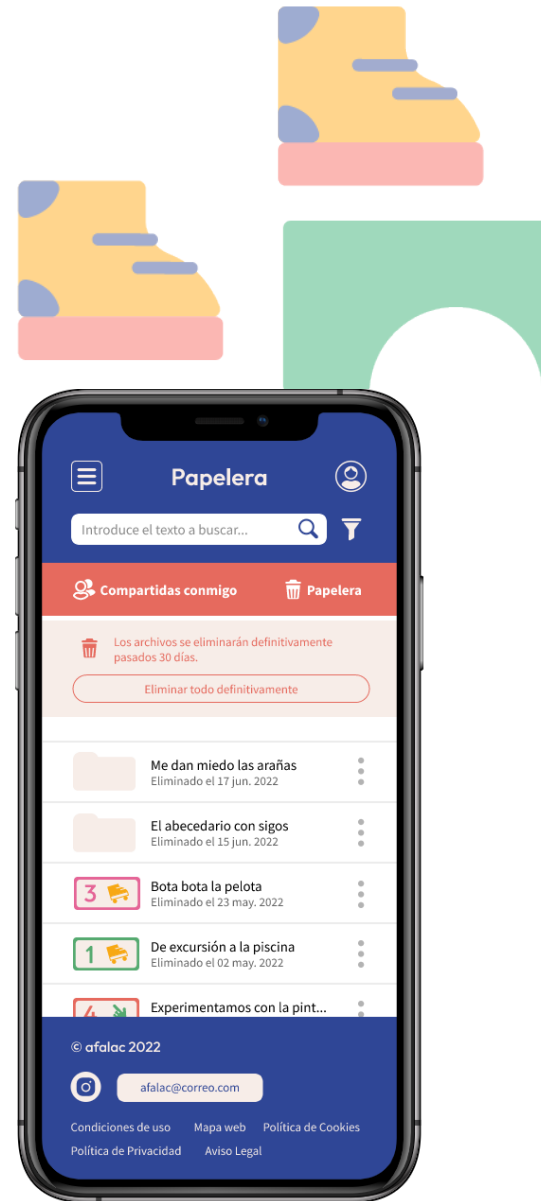 Papelera
Introduce el texto a buscar...
Compartidas conmigo
Papelera
Los archivos se eliminarán definitivamente
pasados 30 días.
Eliminar todo definitivamente
Me dan miedo las arañas
Eliminado el 17 jun. 2022
El abecedario con sigos
Eliminado el 15 jun. 2022
3
Bota bota la pelota
Eliminado el 23 may. 2022
1
De excursión a la piscina
Eliminado el 02 may. 2022
4
Experimentamos con la pint...
© afalac 2022
afalac@correo.com
Condiciones de uso Mapa web Política de Cookies
Política de Privacidad Aviso Legal